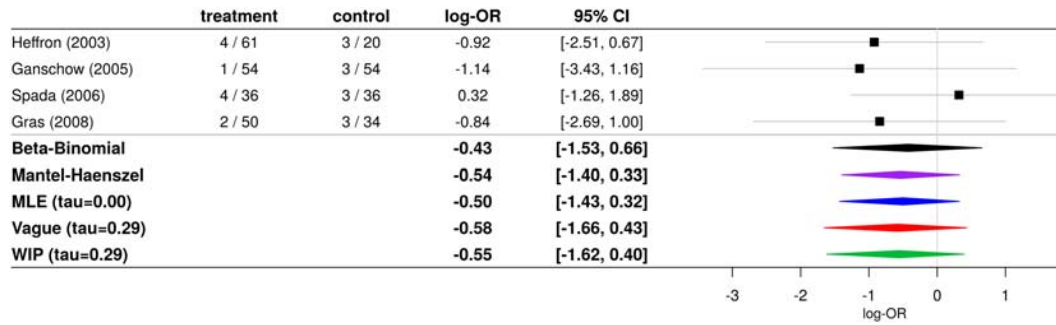 treatment control log-OR 95% CI
Heffron (2003) 4 / 61 3 / 20 -0.92 [-2.51, 0.67]
Ganschow (2005) 1 / 54 3 / 54 -1.14 [-3.43, 1.16]
Spada (2006) 4 / 36 3 / 36 0.32 [-1.26, 1.89]
Gras (2008) 2 / 50 3 / 34 -0.84 [-2.69, 1.00]
Beta-Binomial -0.43 [-1.53, 0.66]
Mantel-Haenszel -0.54 [-1.40, 0.33]
MLE (tau=0.00) -0.50 [-1.43, 0.32]
Vague (tau=0.29) -0.58 [-1.66, 0.43]
WIP (tau=0.29) -0.55 [-1.62, 0.40]
-3 -2 -1 0 1
log-OR